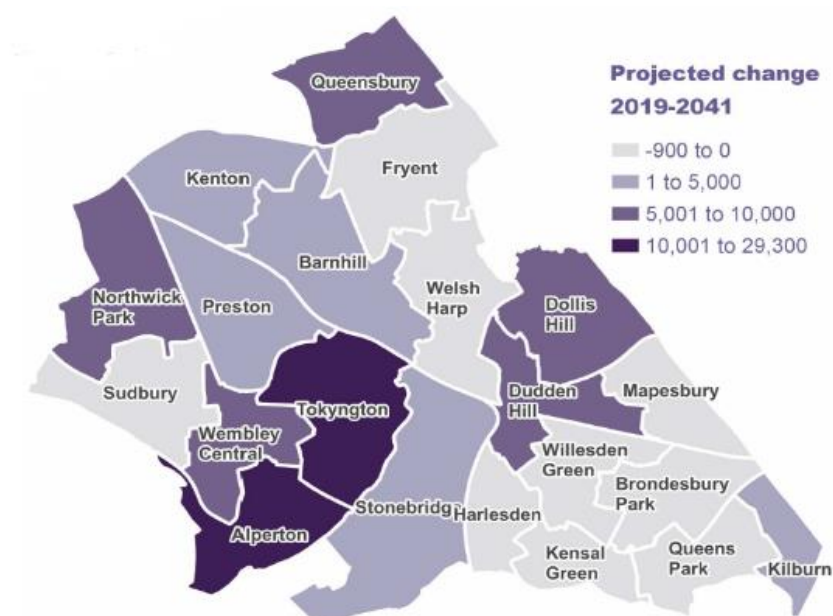 Projected change
2019-2041
-900 to 0
1 to 5,000
5,001 to 10,000
10,001 to 29,300
Queensbury
Fryent
Kenton
Barnhill
Northwick
Park
Preston
Welsh
Harp
Dollis
Hill
Sudbury
Tokyngton
Dudden
Hill
Mapesbury
Wembley
Central
Willesden
Green
Brondesbury
Park
Stonebridge
Harlesden
Alperton
Kensal
Green
Queens
Park
Kilburn